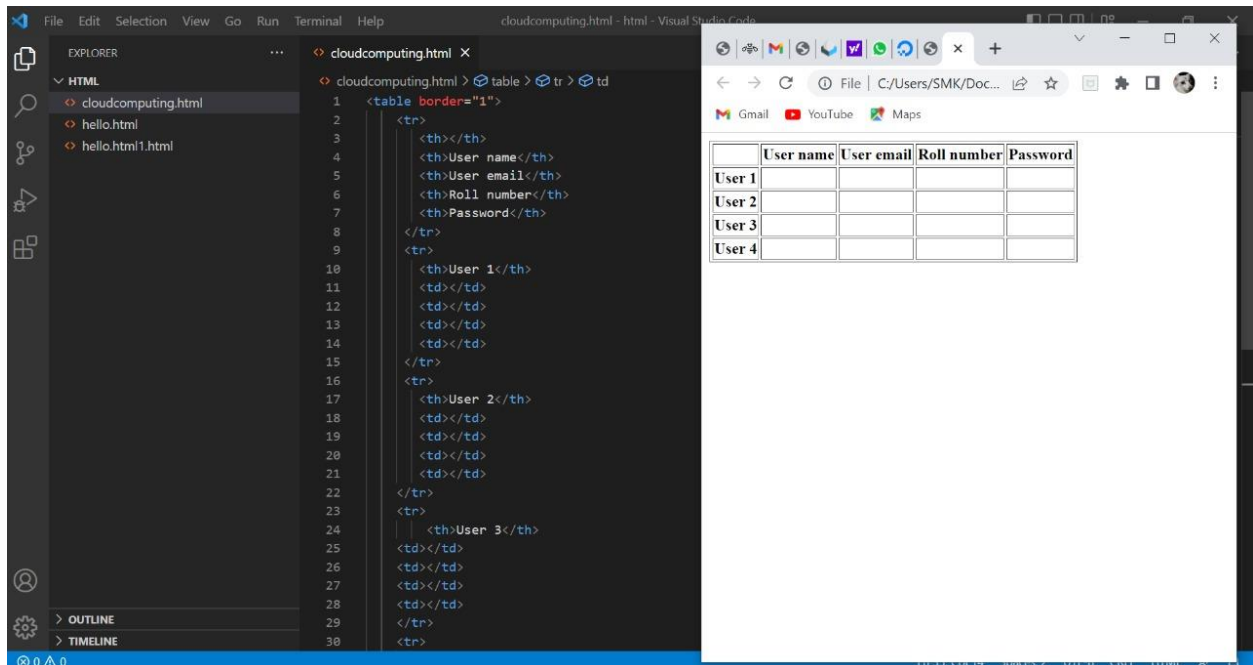 File Edit Selection View Go Run Terminal Help
cloudcomputing.html - html - Visual Studio Code
EXPLORER
HTML
cloudcomputing.html
hello.html
hello.html1.html
OUTLINE
TIMELINE
0 0
cloudcomputing.html
cloudcomputing.html > table > tr > td
1 <table border="1">
2 <tr>
3 <th></th>
4 <th>User name</th>
5 <th>User email</th>
6 <th>Roll number</th>
7 <th>Password</th>
8 </tr>
9 <tr>
10 <th>User 1</th>
11 <td></td>
12 <td></td>
13 <td></td>
14 <td></td>
15 </tr>
16 <tr>
17 <th>User 2</th>
18 <td></td>
19 <td></td>
20 <td></td>
21 <td></td>
22 </tr>
23 <tr>
24 <th>User 3</th>
25 <td></td>
26 <td></td>
27 <td></td>
28 <td></td>
29 </tr>
30 <tr>
File | C:/Users/SMK/Doc...
Gmail YouTube Maps
User name User email Roll number Password
User 1
User 2
User 3
User 4